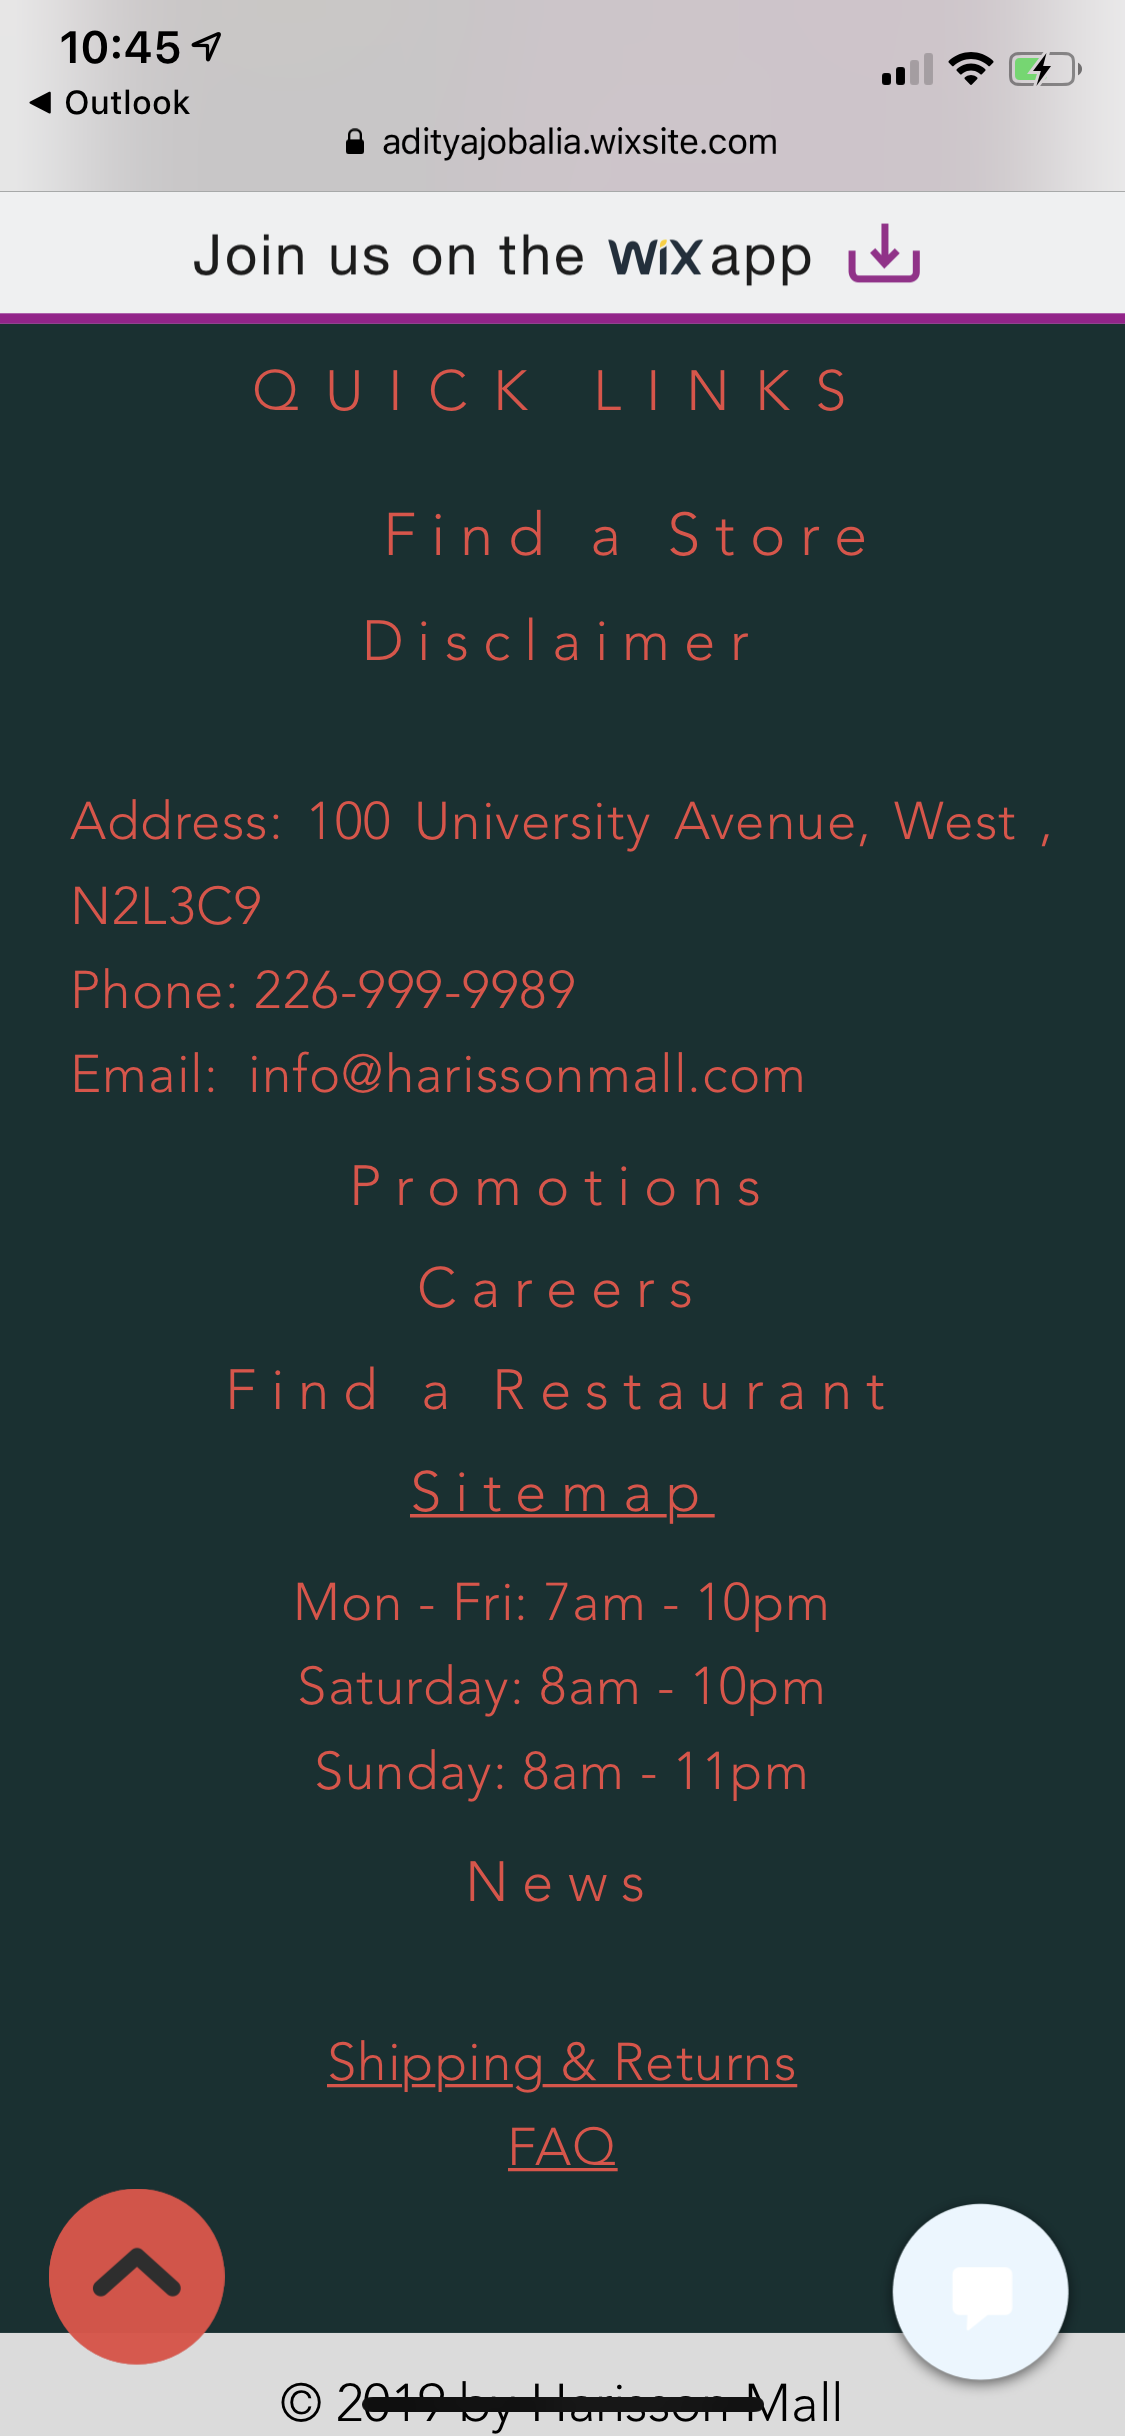 10:45
Outlook
adityajobalia.wixsite.com
Join us on the WiX app
QUICK LINKS
Find a Store
Disclaimer
Address: 100 University Avenue, West ,
N2L3C9
Phone: 226-999-9989
Email: info@harissonmall.com
Promotions
Careers
Find a Restaurant
Sitemap
Mon - Fri: 7am - 10pm
Saturday: 8am - 10pm
Sunday: 8am - 11pm
News
Shipping & Returns
FAQ
© 2019 by Harisson Mall